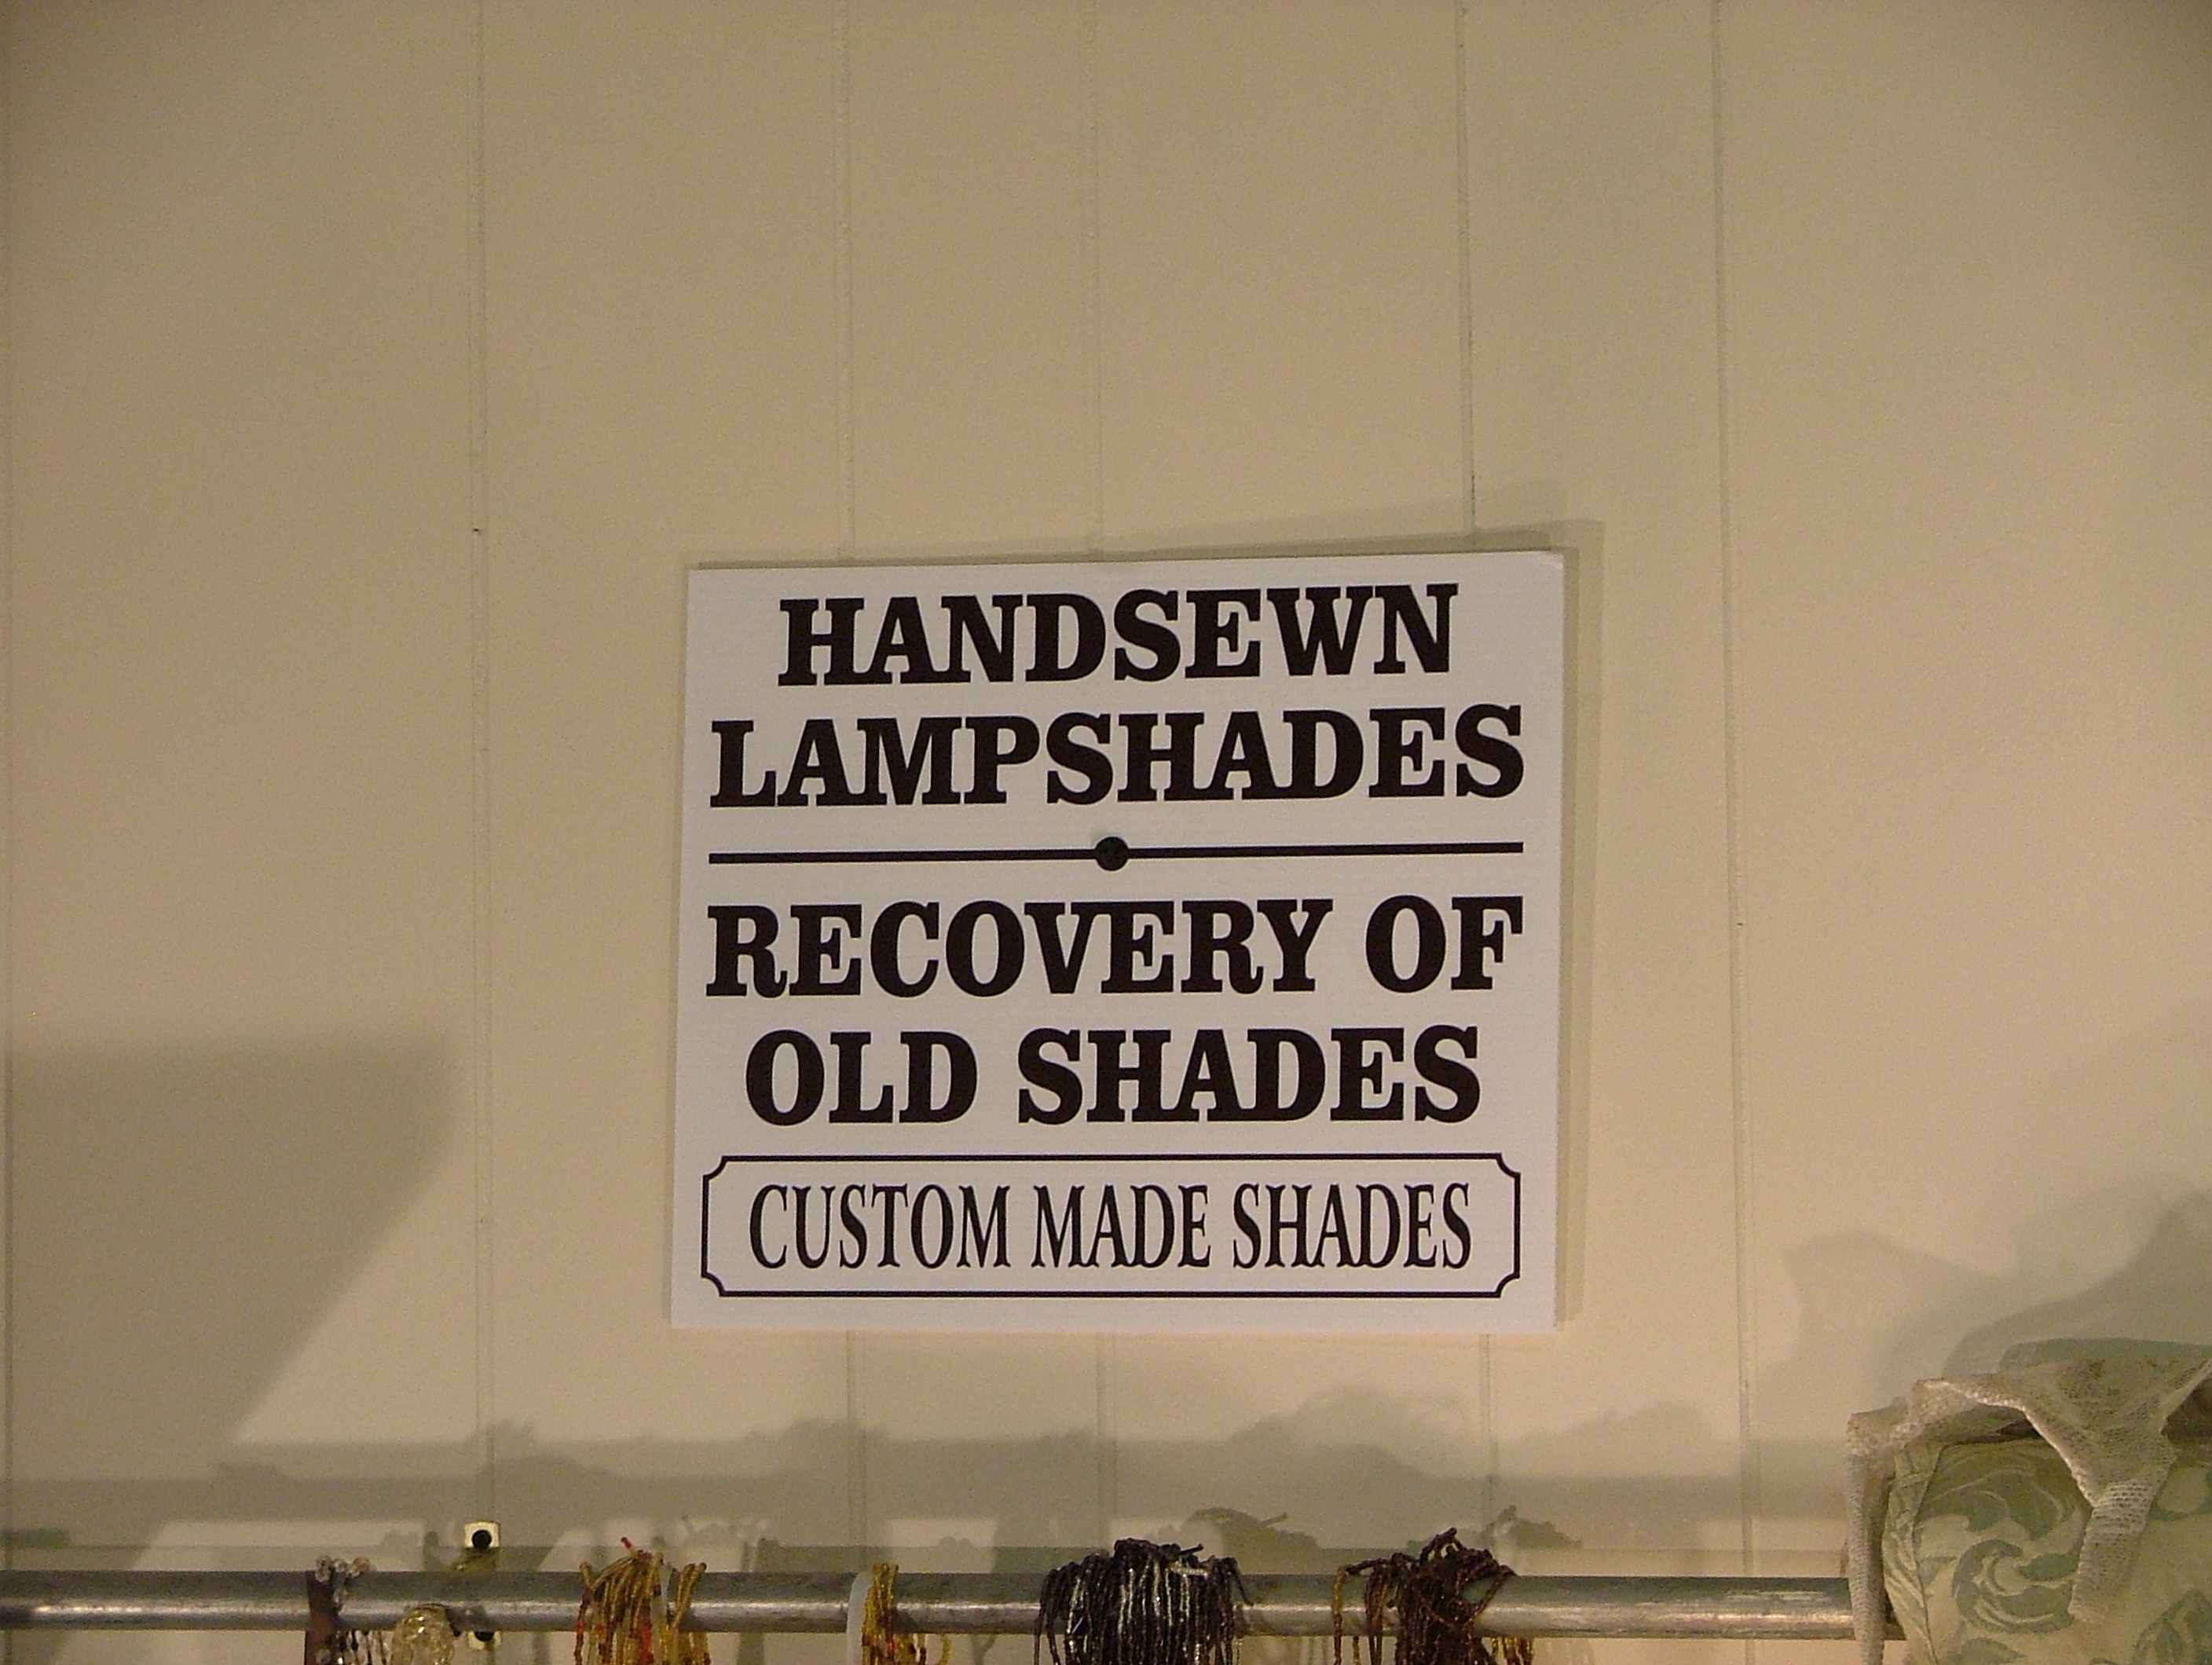 HANDSEWN
LAMPSHADES
RECOVERY OF
OLD SHADES
CUSTOM MADE SHADES